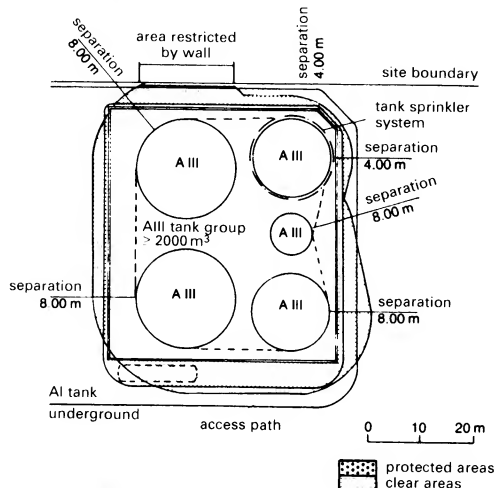 separation
8.00 m
area restricted
by wall
separation
4.00 m
site boundary
tank sprinkler
system
A III
A III
separation
4.00 m
separation
8.00 m
AIII tank group
≥ 2000 m³
A III
A III
A III
separation
8.00 m
separation
8.00 m
AI tank
underground
access path
0 10 20 m
protected areas
clear areas